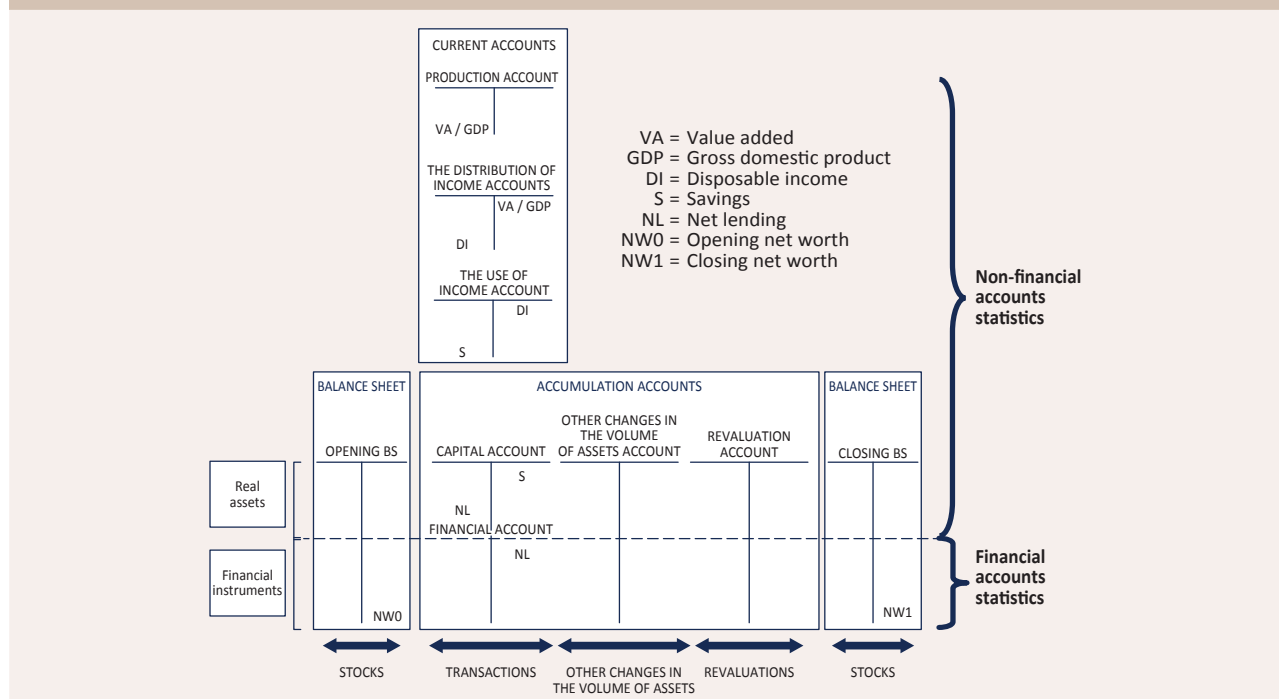 CURRENT ACCOUNTS
PRODUCTION ACCOUNT
VA / GDP
THE DISTRIBUTION OF
INCOME ACCOUNTS
VA / GDP
DI
THE USE OF
INCOME ACCOUNT
DI
S
VA = Value added
GDP = Gross domestic product
DI = Disposable income
S = Savings
NL = Net lending
NW0 = Opening net worth
NW1 = Closing net worth
Non-financial
accounts
statistics
BALANCE SHEET
OPENING BS
NW0
ACCUMULATION ACCOUNTS
CAPITAL ACCOUNT
S
NL
FINANCIAL ACCOUNT
NL
OTHER CHANGES IN
THE VOLUME
OF ASSETS ACCOUNT
REVALUATION
ACCOUNT
BALANCE SHEET
CLOSING BS
NW1
Real
assets
Financial
instruments
Financial
accounts
statistics
STOCKS
TRANSACTIONS
OTHER CHANGES IN
THE VOLUME OF ASSETS
REVALUATIONS
STOCKS